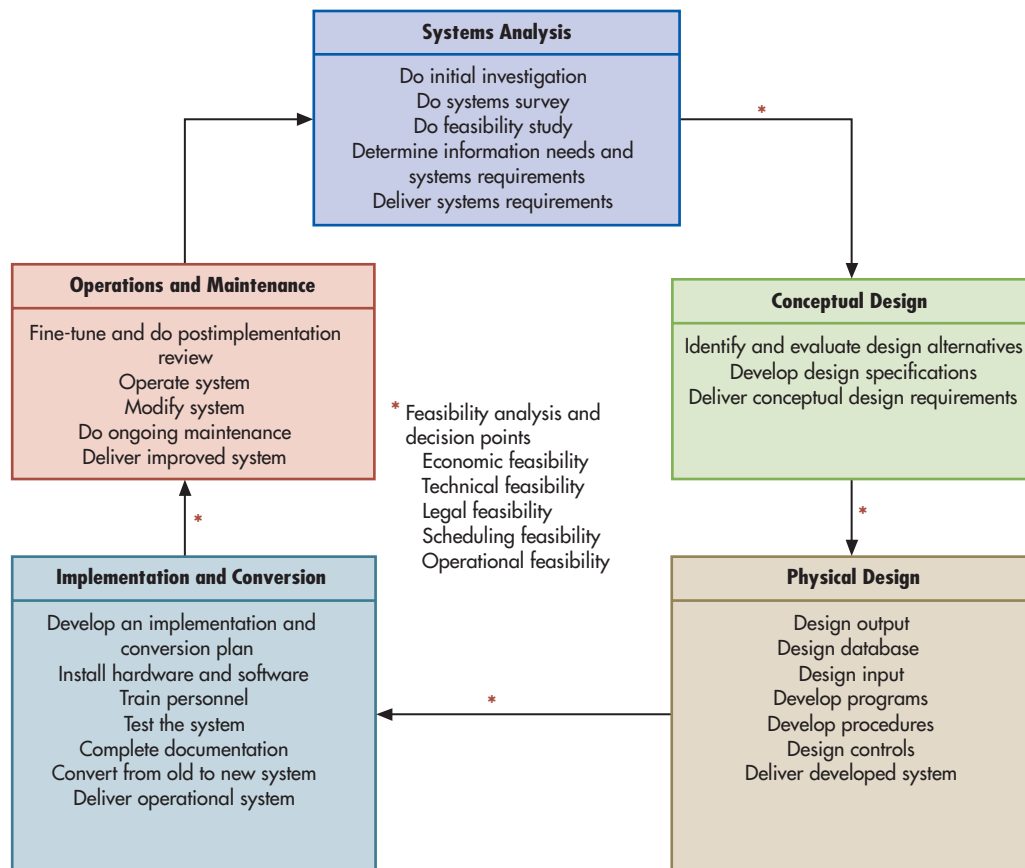 Systems Analysis
Do initial investigation
Do systems survey
Do feasibility study
Determine information needs and
systems requirements
Deliver systems requirements
*
Conceptual Design
Identify and evaluate design alternatives
Develop design specifications
Deliver conceptual design requirements
*
Physical Design
Design output
Design database
Design input
Develop programs
Develop procedures
Design controls
Deliver developed system
*
Implementation and Conversion
Develop an implementation and
conversion plan
Install hardware and software
Train personnel
Test the system
Complete documentation
Convert from old to new system
Deliver operational system
*
Operations and Maintenance
Fine-tune and do postimplementation
review
Operate system
Modify system
Do ongoing maintenance
Deliver improved system
* Feasibility analysis and
decision points
Economic feasibility
Technical feasibility
Legal feasibility
Scheduling feasibility
Operational feasibility